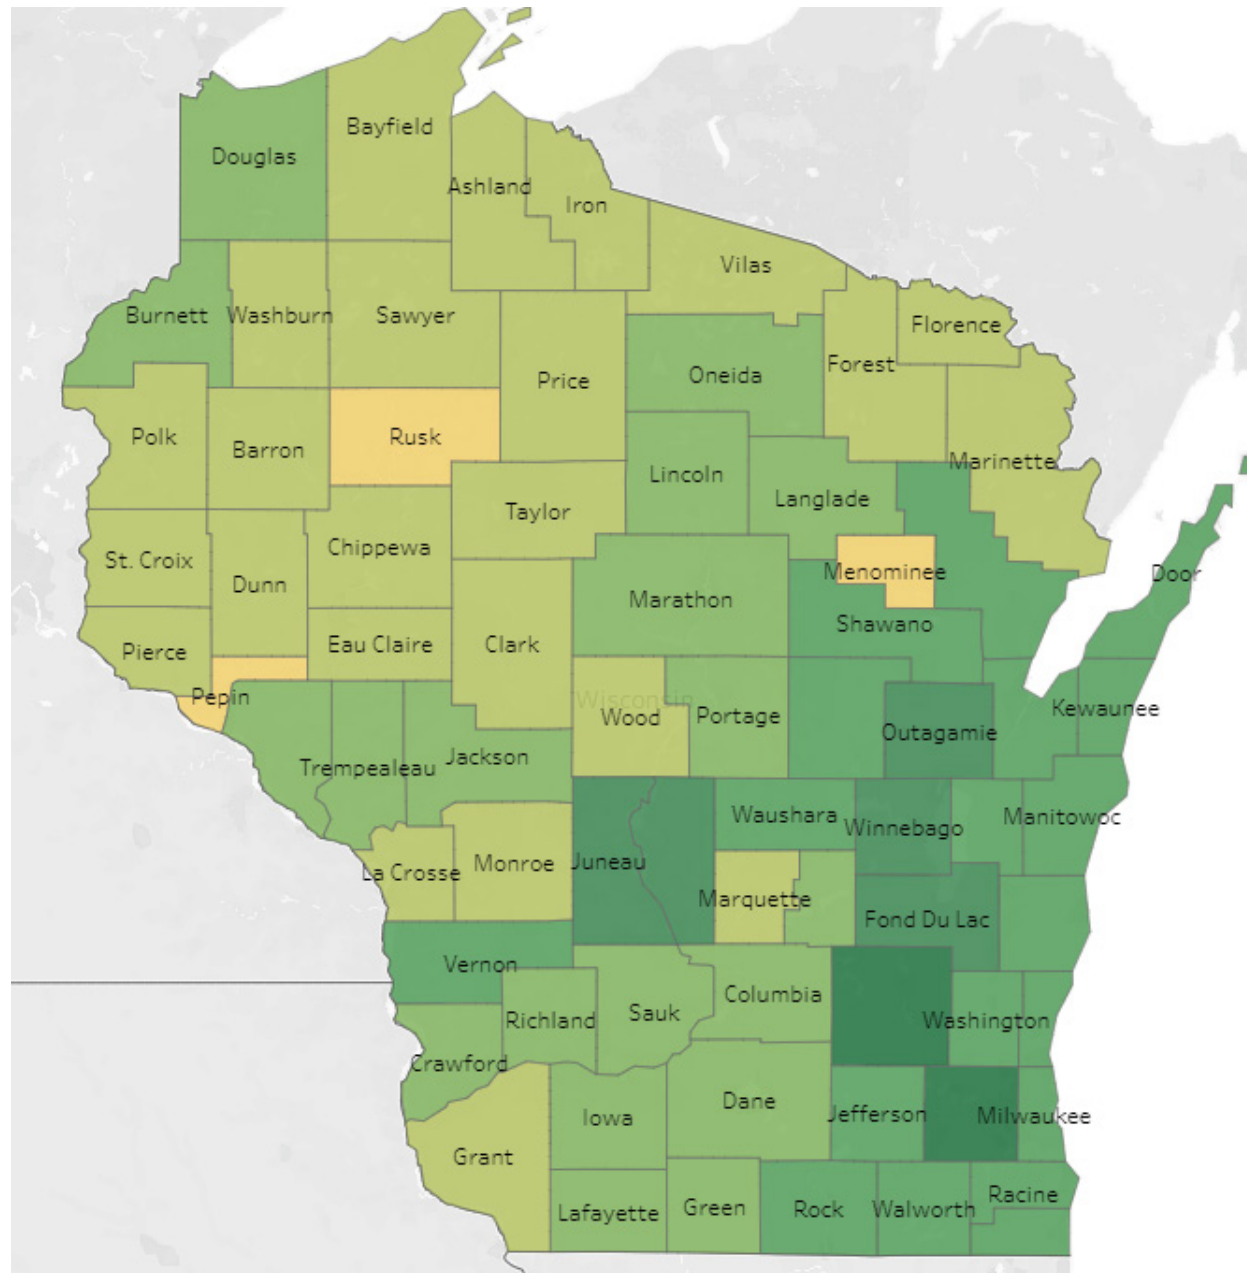 Bayfield
Douglas
Ashland
Iron
Vilas
Burnett
Washburn
Sawyer
Florence
Forest
Oneida
Price
Polk
Barron
Rusk
Marinette
Lincoln
Langlade
Taylor
Chippewa
St. Croix
Dunn
Menominee
Door
Marathon
Shawano
Eau Claire
Clark
Pierce
Pepin
Wisconsin
Wood
Portage
Kewaunee
Outagamie
Jackson
Trempealeau
Waushara
Manitowoc
Winnebago
Juneau
Monroe
La Crosse
Marquette
Fond Du Lac
Vernon
Columbia
Sauk
Richland
Washington
Crawford
Dane
Iowa
Jefferson
Milwaukee
Grant
Racine
Green
Rock
Walworth
Lafayette